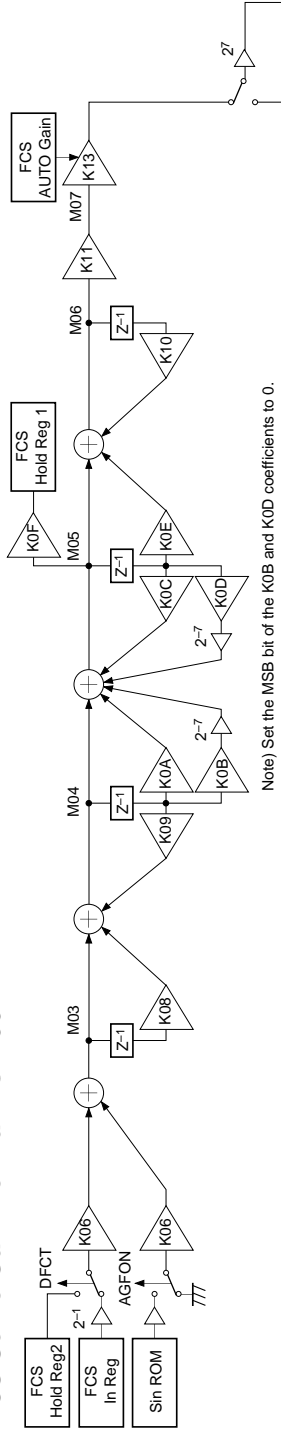 FCS
Hold Reg2
FCS
In Reg
Sin ROM
DFCT
2–1
AGFON
K06
K06
M03
Z–1
K08
M04
Z–1
K09
K0A
K0B
2–7
2–7
M05
Z–1
K0C
K0D
K0E
K0F
FCS
Hold Reg 1
M06
Z–1
K10
K11
M07
K13
FCS
AUTO Gain
27
Note) Set the MSB bit of the K0B and K0D coefficients to 0.